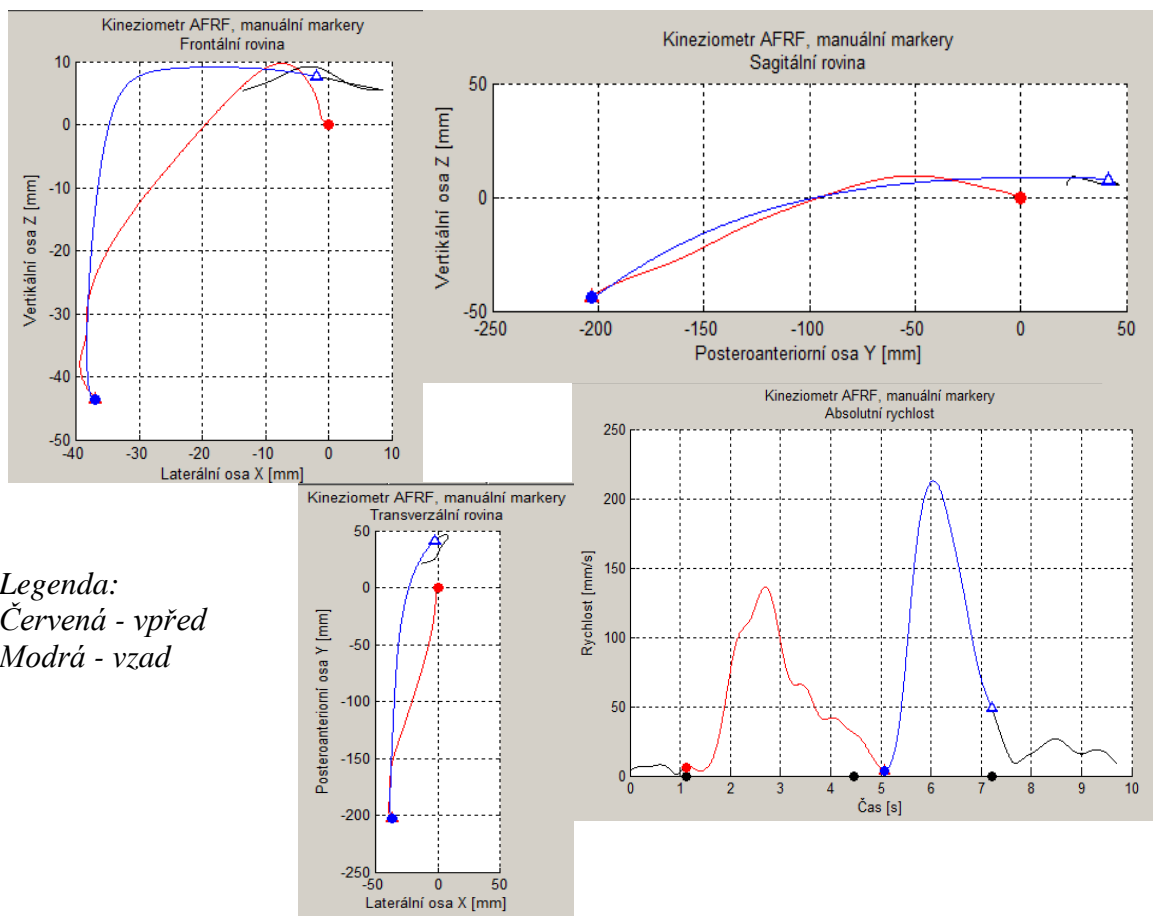 Kineziometr AFRF, manuální markery
Frontální rovina
10
0
-10
-20
-30
-40
-50
Vertikální osa Z [mm]
-40 -30 -20 -10 0 10
Laterální osa X [mm]
Kineziometr AFRF, manuální markery
Sagitální rovina
50
0
-50
Vertikální osa Z [mm]
-250 -200 -150 -100 -50 0 50
Posteroanteriorní osa Y [mm]
Legenda:
Červená - vpřed
Modrá - vzad
Kineziometr AFRF, manuální markery
Transverzální rovina
50
0
-50
-100
-150
-200
-250
Posteroanteriorní osa Y [mm]
-50 0 50
Laterální osa X [mm]
Kineziometr AFRF, manuální markery
Absolutní rychlost
250
200
150
100
50
0
Rychlost [mm/s]
0 1 2 3 4 5 6 7 8 9 10
Čas [s]